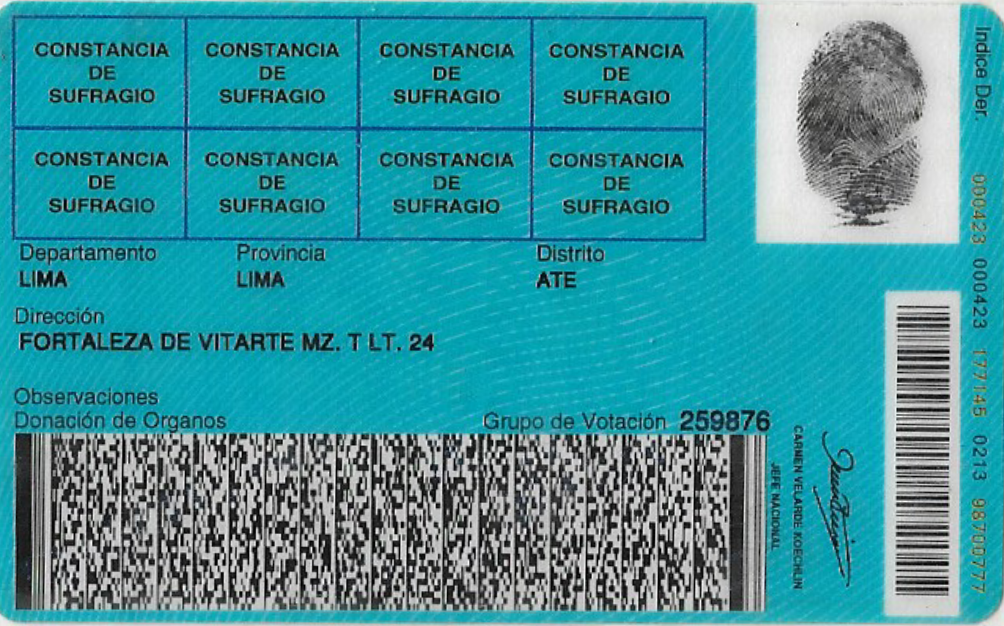 CONSTANCIA DE SUFRAGIO
CONSTANCIA DE SUFRAGIO
CONSTANCIA DE SUFRAGIO
CONSTANCIA DE SUFRAGIO
CONSTANCIA DE SUFRAGIO
CONSTANCIA DE SUFRAGIO
CONSTANCIA DE SUFRAGIO
CONSTANCIA DE SUFRAGIO
Departamento Provincia Distrito
LIMA LIMA ATE
Dirección
FORTALEZA DE VITARTE MZ. T LT. 24
Observaciones
Donación de Organos Grupo de Votación 259876
CARMEN VELARDE KOECHLIN
JEFE NACIONAL
Indice Der. 000423 000423 177145 0213 98700777